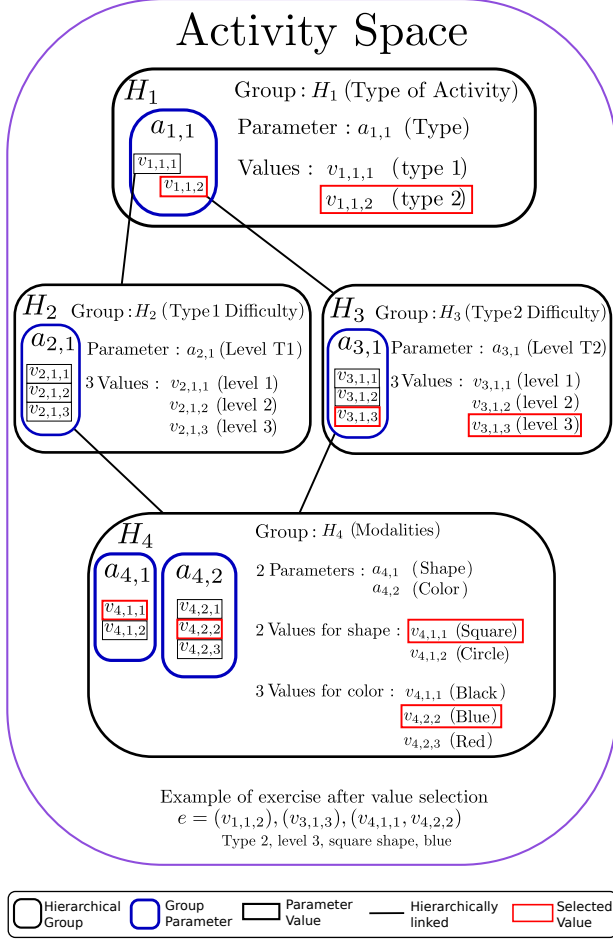 Activity Space
H1
Group : H1 (Type of Activity)
a1,1
Parameter : a1,1 (Type)
v1,1,1
v1,1,2
Values : v1,1,1 (type 1)
v1,1,2 (type 2)
H2
Group : H2 (Type 1 Difficulty)
a2,1
Parameter : a2,1 (Level T1)
v2,1,1
v2,1,2
v2,1,3
3 Values : v2,1,1 (level 1)
v2,1,2 (level 2)
v2,1,3 (level 3)
H3
Group : H3 (Type 2 Difficulty)
a3,1
Parameter : a3,1 (Level T2)
v3,1,1
v3,1,2
v3,1,3
3 Values : v3,1,1 (level 1)
v3,1,2 (level 2)
v3,1,3 (level 3)
H4
Group : H4 (Modalities)
a4,1
a4,2
2 Parameters : a4,1 (Shape)
a4,2 (Color)
v4,1,1
v4,1,2
v4,2,1
v4,2,2
v4,2,3
2 Values for shape : v4,1,1 (Square)
v4,1,2 (Circle)
3 Values for color : v4,1,1 (Black)
v4,2,2 (Blue)
v4,2,3 (Red)
Example of exercise after value selection
e = (v1,1,2), (v3,1,3), (v4,1,1, v4,2,2)
Type 2, level 3, square shape, blue
Hierarchical
Group
Group
Parameter
Parameter
Value
Hierarchically
linked
Selected
Value